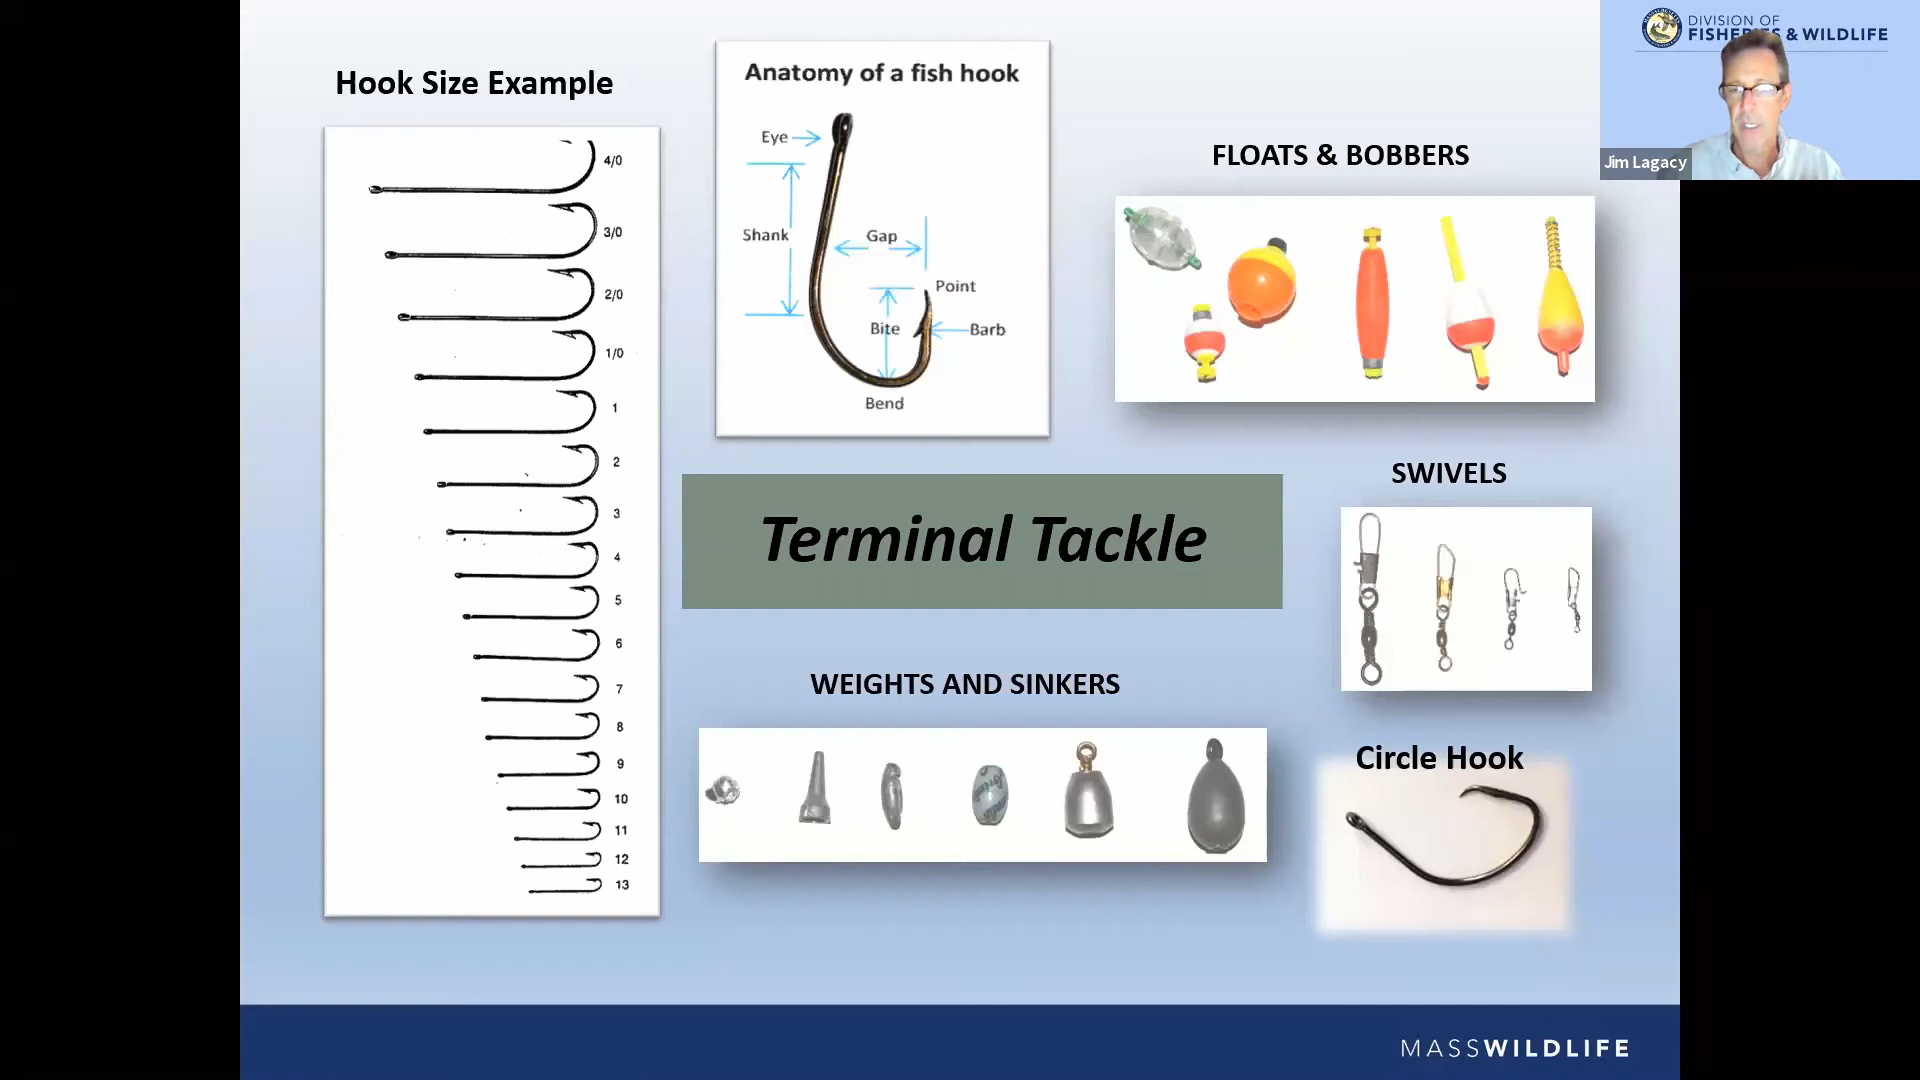 Hook Size Example
4/0
3/0
2/0
1/0
1
2
3
4
5
6
7
8
9
10
11
12
13
Anatomy of a fish hook
Eye
Shank
Gap
Point
Bite
Barb
Bend
FLOATS & BOBBERS
SWIVELS
Terminal Tackle
WEIGHTS AND SINKERS
Circle Hook
MASSWILDLIFE
DIVISION OF
FISHERIES & WILDLIFE
Jim Lagacy